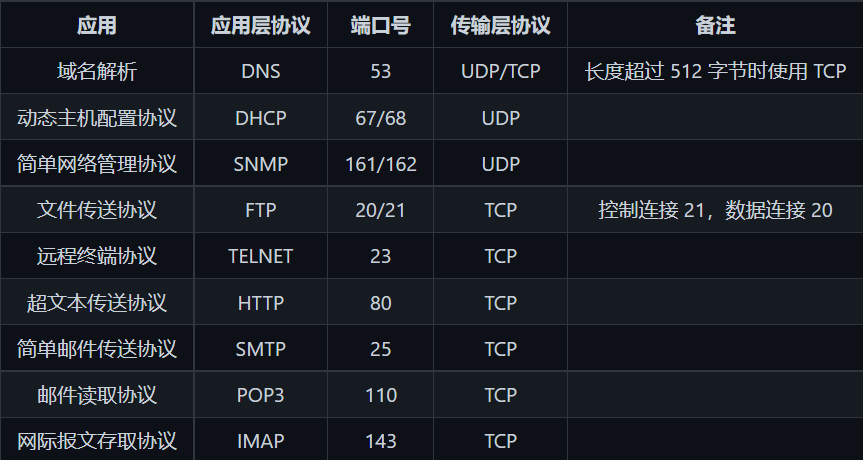 应用 应用层协议 端口号 传输层协议 备注
域名解析 DNS 53 UDP/TCP 长度超过 512 字节时使用 TCP
动态主机配置协议 DHCP 67/68 UDP
简单网络管理协议 SNMP 161/162 UDP
文件传送协议 FTP 20/21 TCP 控制连接 21，数据连接 20
远程终端协议 TELNET 23 TCP
超文本传送协议 HTTP 80 TCP
简单邮件传送协议 SMTP 25 TCP
邮件读取协议 POP3 110 TCP
网际报文存取协议 IMAP 143 TCP